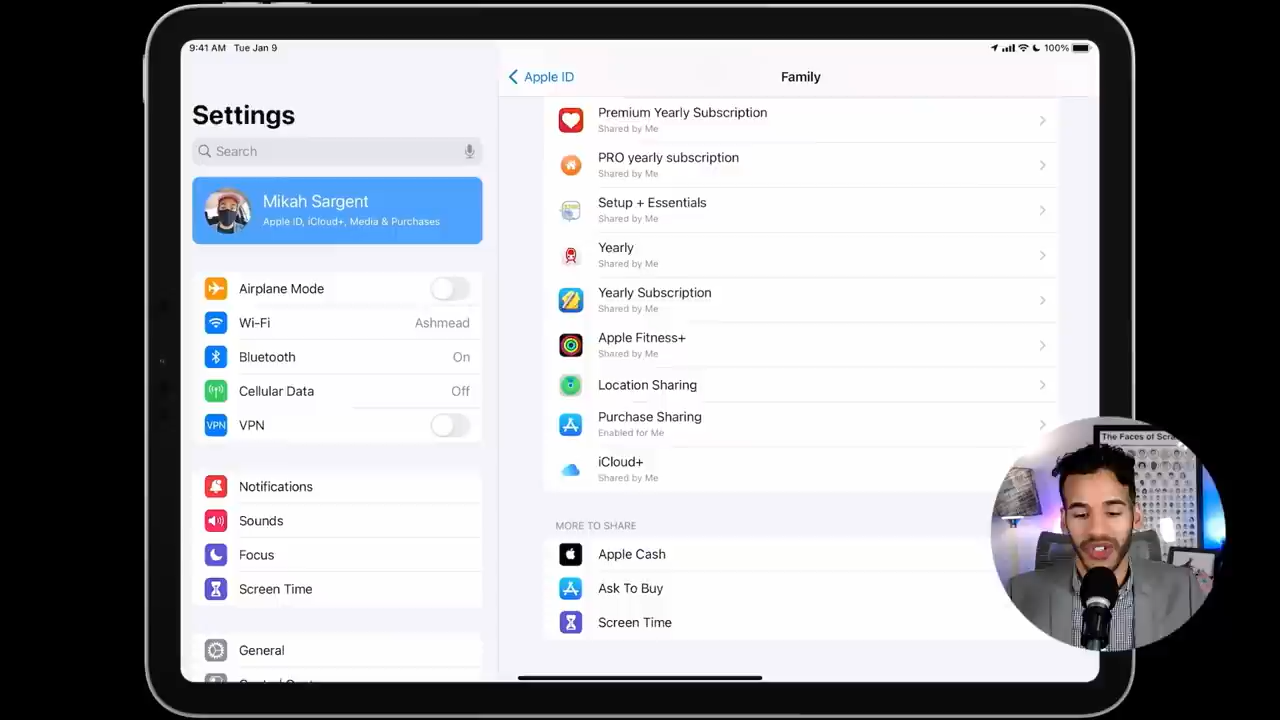 9:41 AM Tue Jan 9
100%
Settings
Search
Mikah Sargent
Apple ID, iCloud+, Media & Purchases
Airplane Mode
Wi-Fi
Ashmead
Bluetooth
On
Cellular Data
Off
VPN
VPN
Notifications
Sounds
Focus
Screen Time
General
Apple ID
Family
Premium Yearly Subscription
Shared by Me
PRO yearly subscription
Shared by Me
Setup + Essentials
Shared by Me
Yearly
Shared by Me
Yearly Subscription
Shared by Me
Apple Fitness+
Shared by Me
Location Sharing
Purchase Sharing
Enabled for Me
iCloud+
Shared by Me
MORE TO SHARE
Apple Cash
Ask To Buy
Screen Time
The Faces of